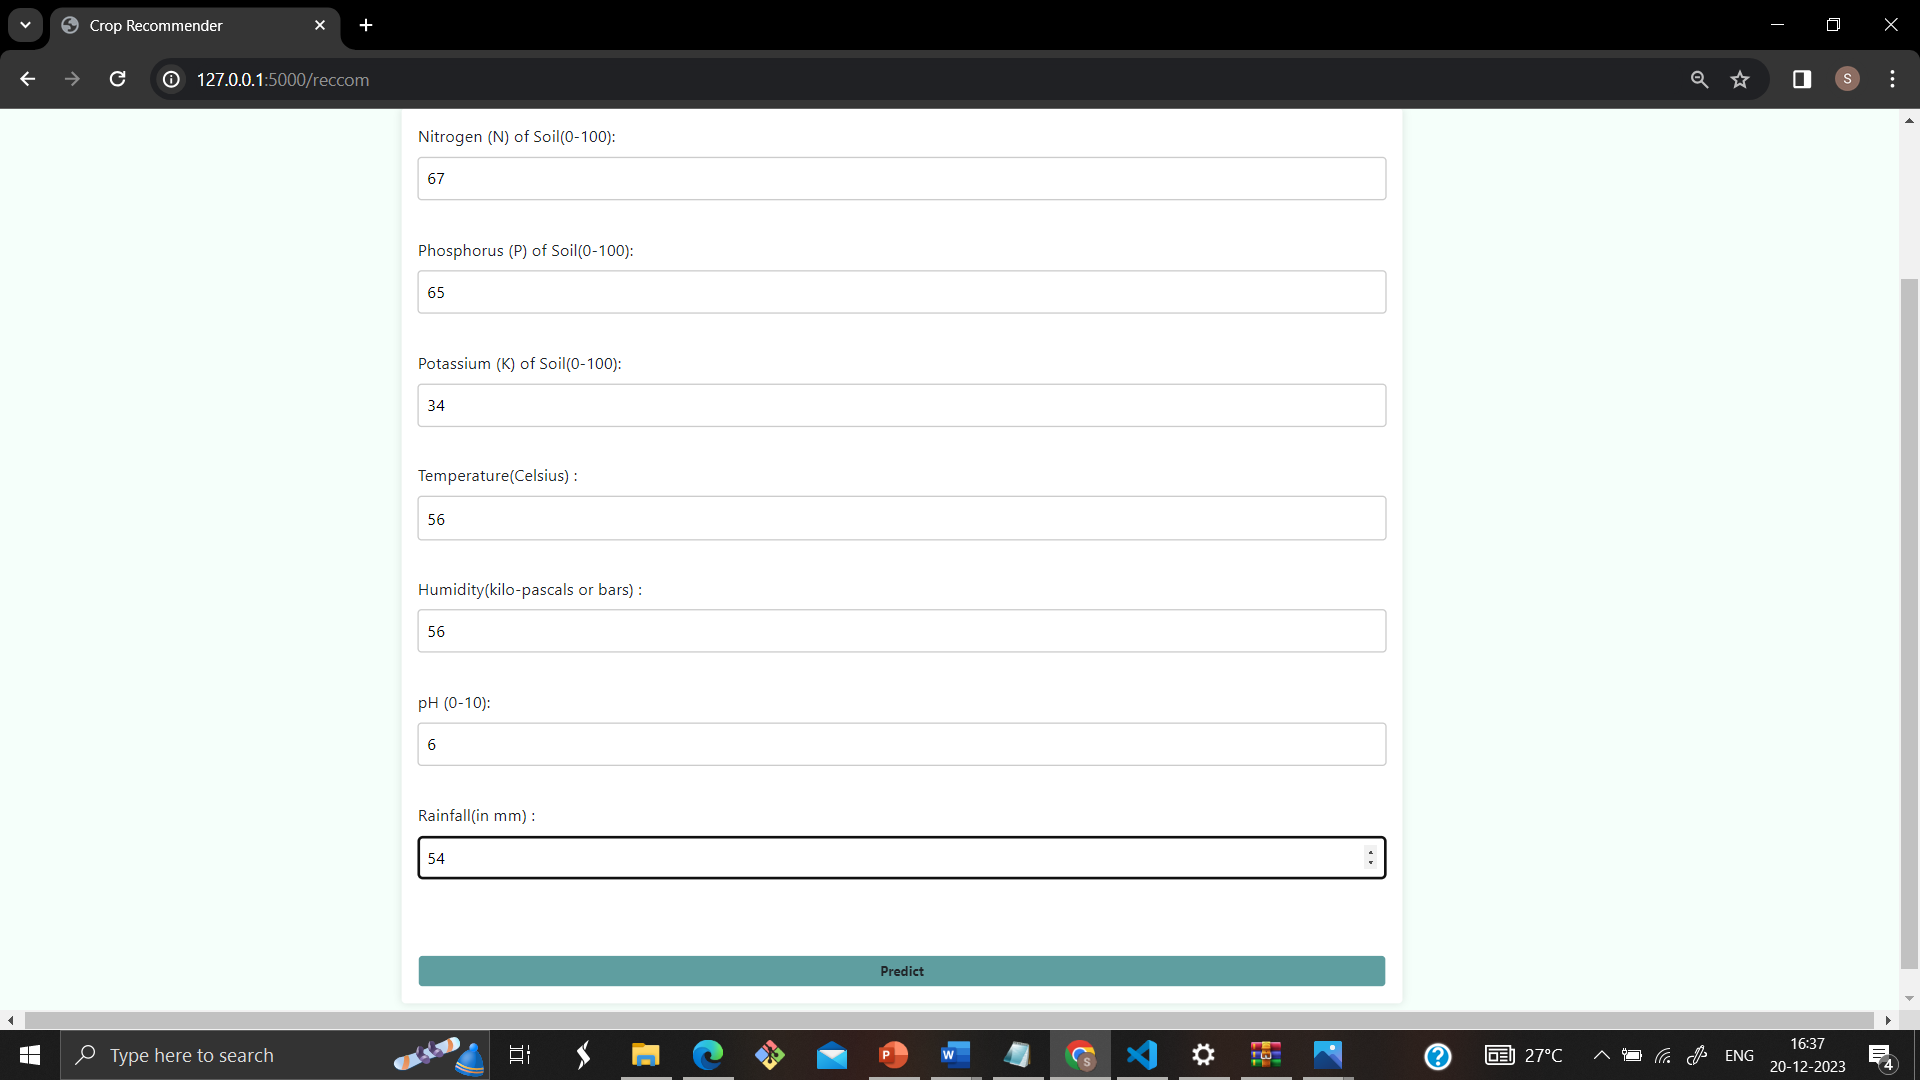 Crop Recommender
127.0.0.1:5000/reccom
S
Nitrogen (N) of Soil(0-100):
67
Phosphorus (P) of Soil(0-100):
65
Potassium (K) of Soil(0-100):
34
Temperature(Celsius) :
56
Humidity(kilo-pascals or bars) :
56
pH (0-10):
6
Rainfall(in mm) :
54
Predict
Type here to search
P
W
S
27°C
ENG
16:37
20-12-2023
4